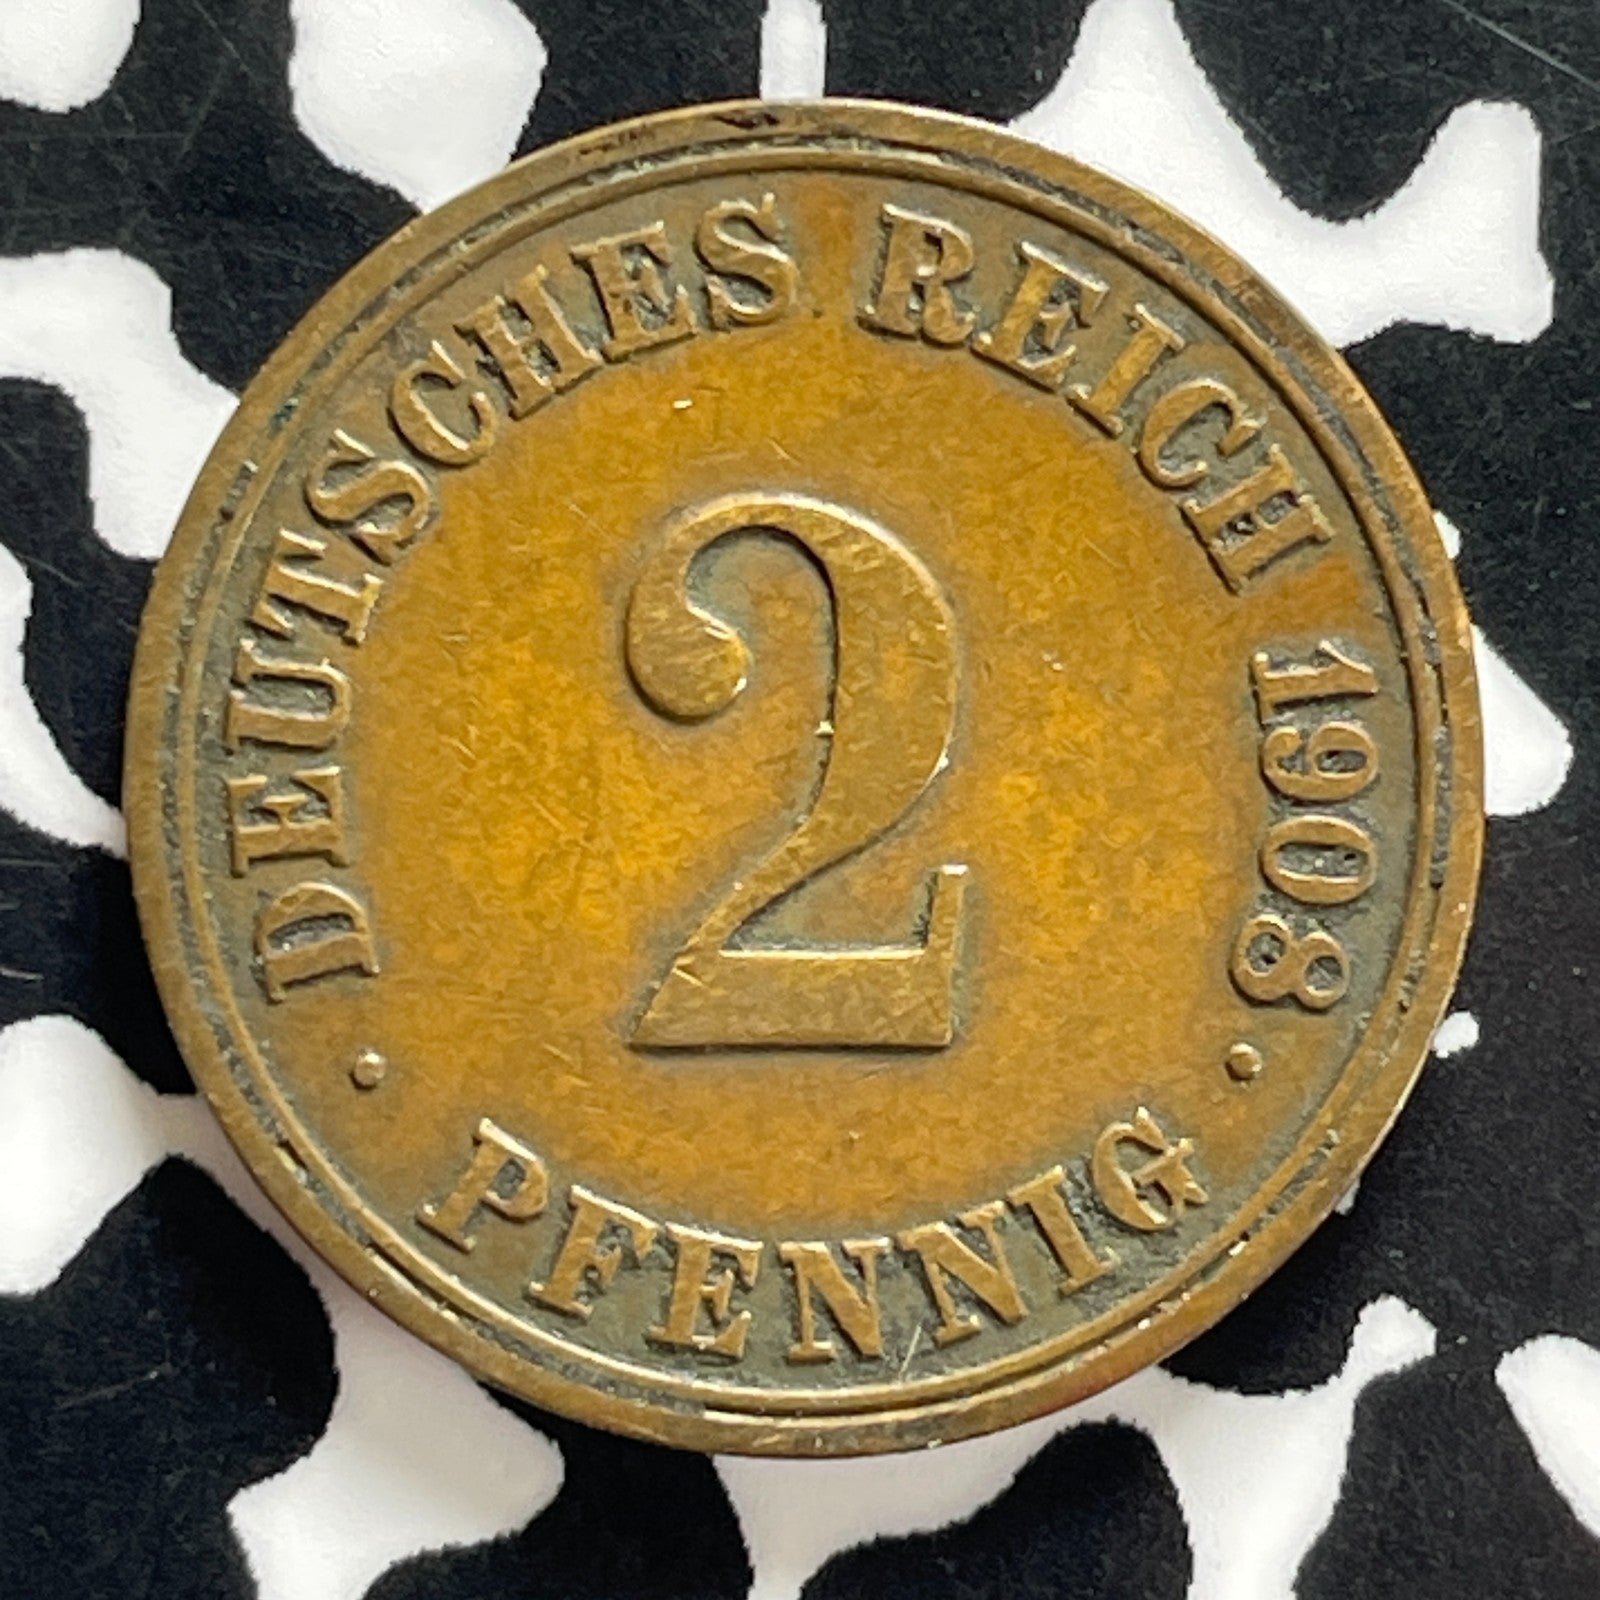 DEUTSCHES REICH 1908
2
· PFENNIG ·